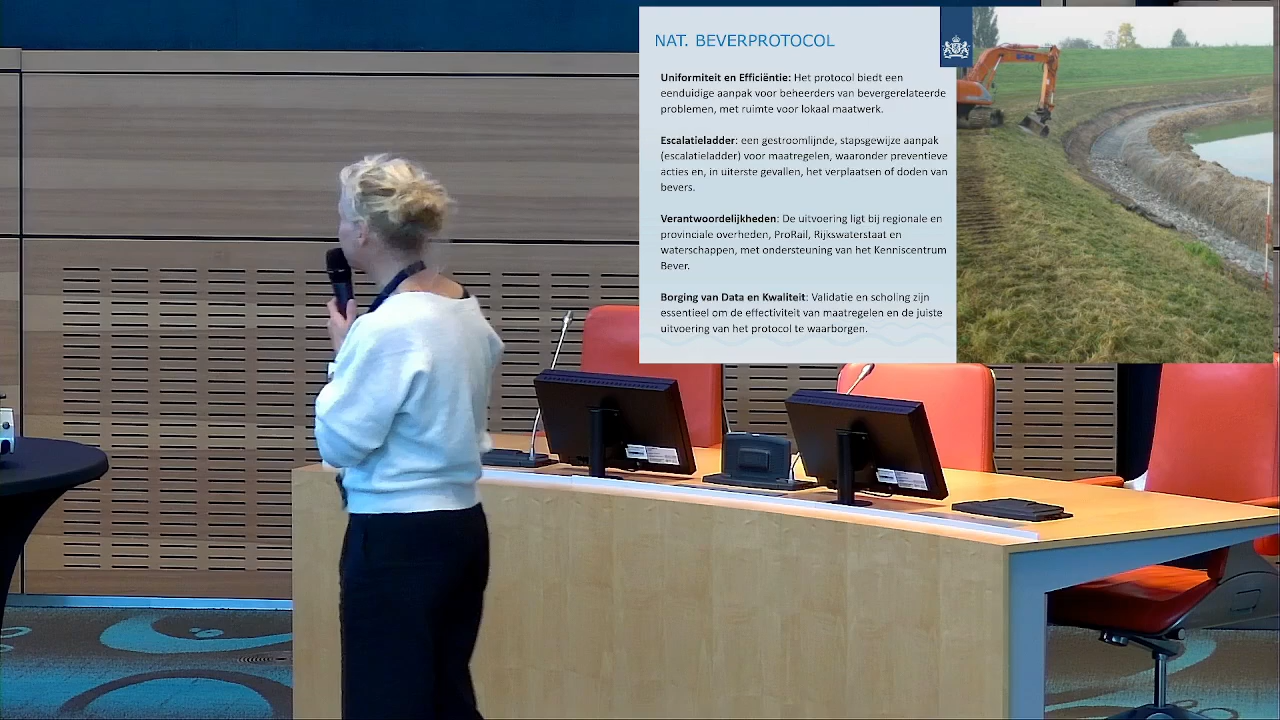 NAT. BEVERPROTOCOL
Uniformiteit en Efficiëntie: Het protocol biedt een
eenduidige aanpak voor beheerders van bevergerelateerde
problemen, met ruimte voor lokaal maatwerk.
Escalatieladder: een gestroomlijnde, stapsgewijze aanpak
(escalatieladder) voor maatregelen, waaronder preventieve
acties en, in uiterste gevallen, het verplaatsen of doden van
bevers.
Verantwoordelijkheden: De uitvoering ligt bij regionale en
provinciale overheden, ProRail, Rijkswaterstaat en
waterschappen, met ondersteuning van het Kenniscentrum
Bever.
Borging van Data en Kwaliteit: Validatie en scholing zijn
essentieel om de effectiviteit van maatregelen en de juiste
uitvoering van het protocol te waarborgen.